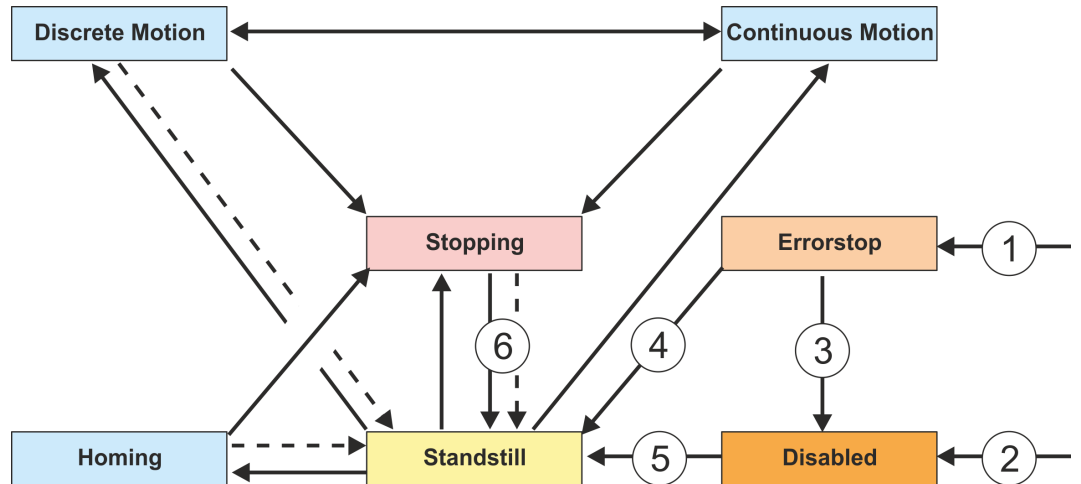 Discrete Motion
Continuous Motion
Stopping
Errorstop
1
6
4
3
Homing
Standstill
5
Disabled
2